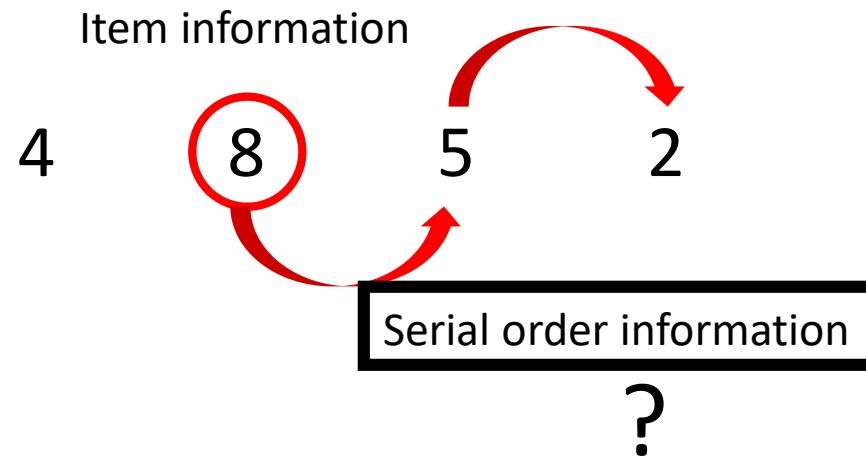 Item information
4 8 5 2
Serial order information
?